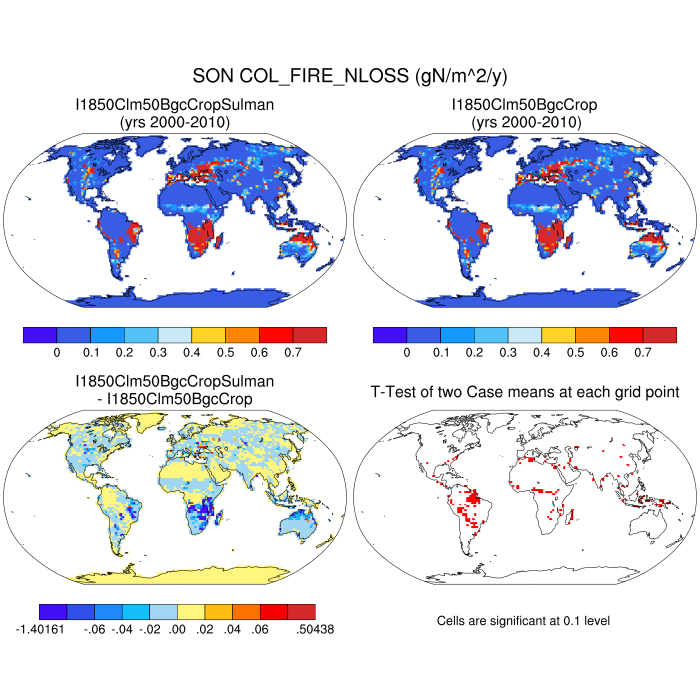 SON COL_FIRE_NLOSS (gN/m^2/y)
I1850Clm50BgcCropSulman
(yrs 2000-2010)
I1850Clm50BgcCrop
(yrs 2000-2010)
0 0.1 0.2 0.3 0.4 0.5 0.6 0.7
0 0.1 0.2 0.3 0.4 0.5 0.6 0.7
I1850Clm50BgcCropSulman
- I1850Clm50BgcCrop
T-Test of two Case means at each grid point
-1.40161 -.06 -.04 -.02 .00 .02 .04 .06 .50438
Cells are significant at 0.1 level